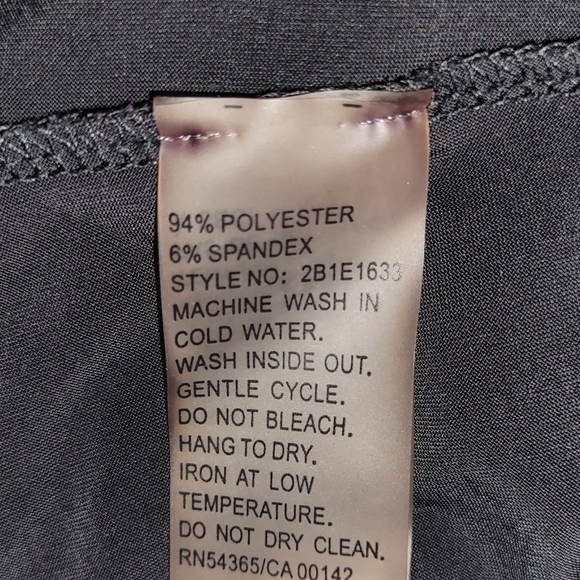 94% POLYESTER
6% SPANDEX
STYLE NO: 2B1E1633
MACHINE WASH IN
COLD WATER.
WASH INSIDE OUT.
GENTLE CYCLE.
DO NOT BLEACH.
HANG TO DRY.
IRON AT LOW
TEMPERATURE.
DO NOT DRY CLEAN.
RN54365/CA 00142